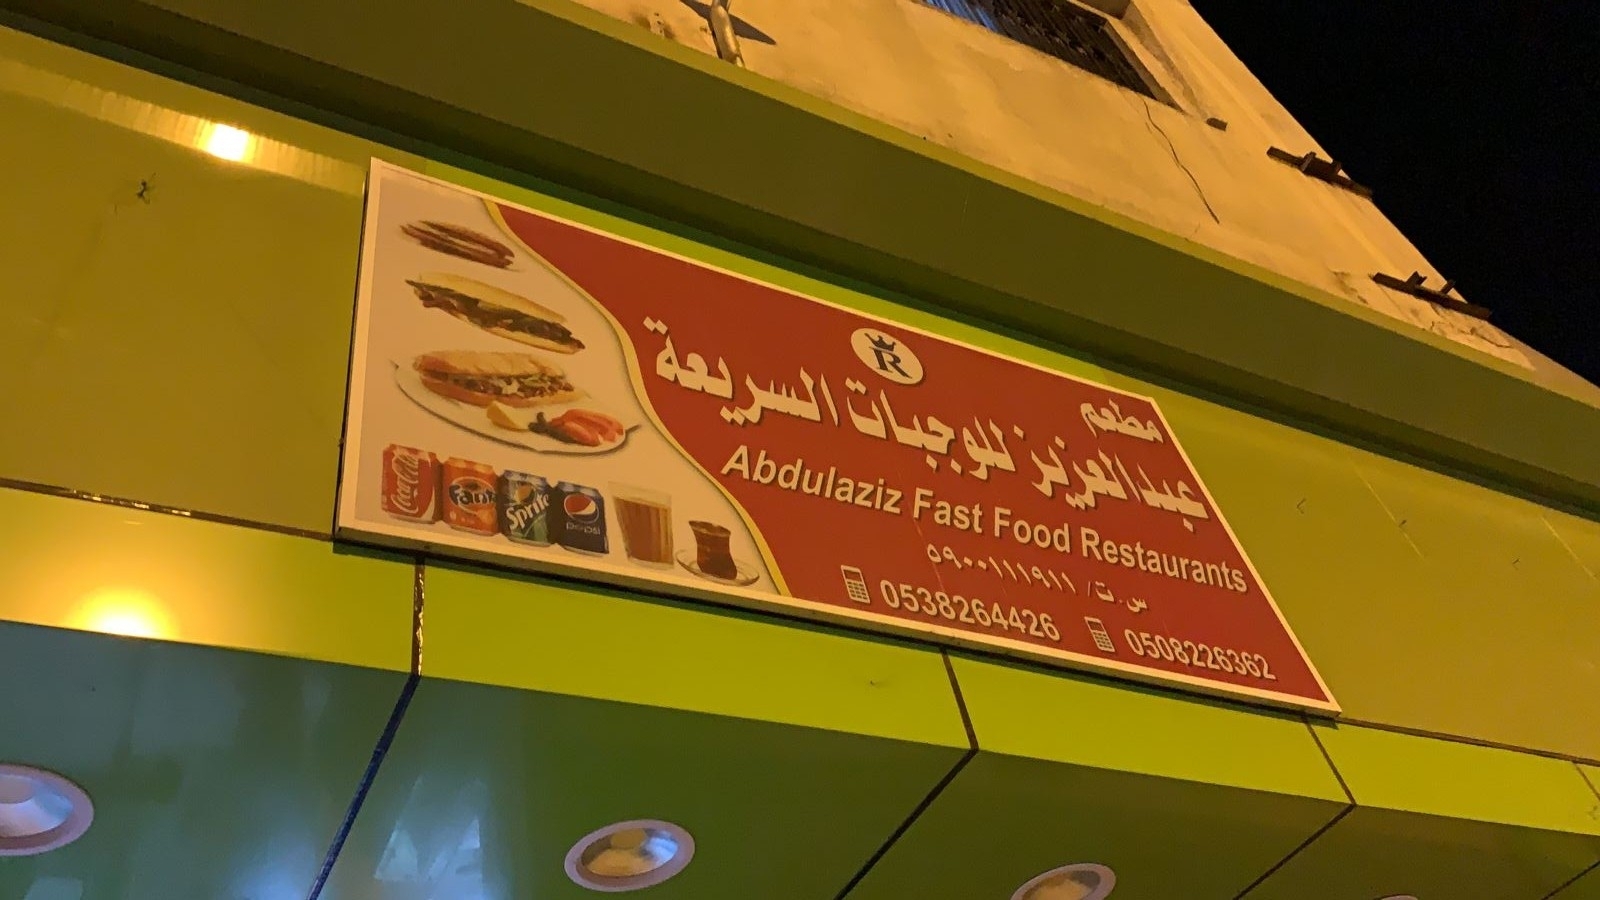 R
مطعم
عبدالعزيز للوجبات السريعة
Abdulaziz Fast Food Restaurants
س.ت/ ٥٩٠٠١١١٩١١
0538264426 0508226362
Coca-Cola
Fanta
Sprite
pepsi